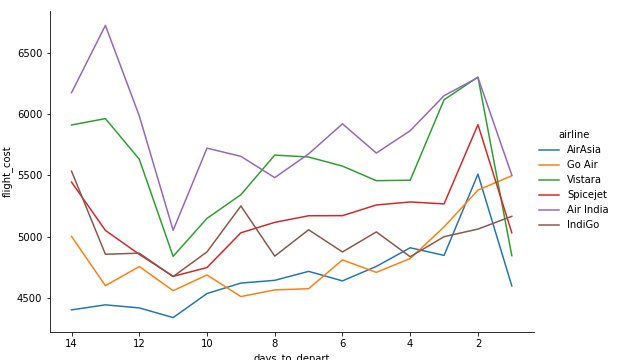 6500
6000
5500
5000
4500
flight_cost
14
12
10
8
6
4
2
days_to_depart
airline
AirAsia
Go Air
Vistara
Spicejet
Air India
IndiGo